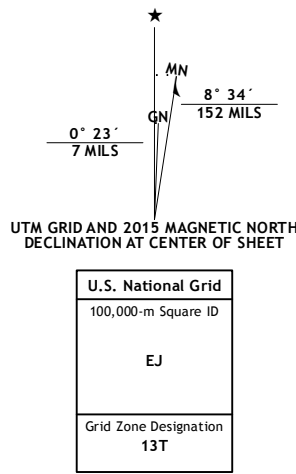 MN
8° 34´
152 MILS
GN
0° 23´
7 MILS
UTM GRID AND 2015 MAGNETIC NORTH
DECLINATION AT CENTER OF SHEET
U.S. National Grid
100,000-m Square ID
EJ
Grid Zone Designation
13T